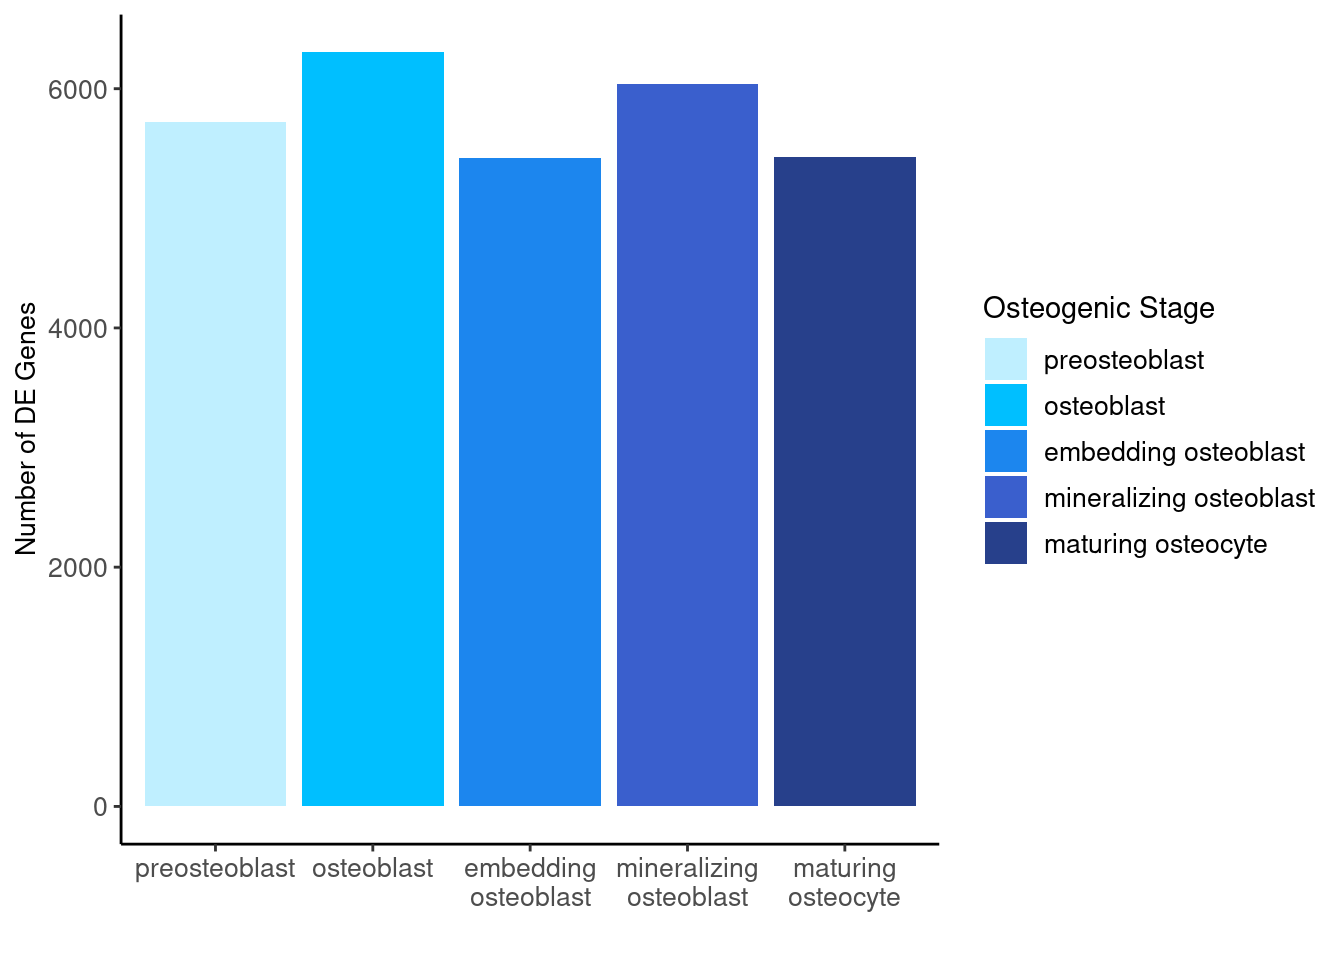 Number of DE Genes
6000
4000
2000
0
preosteoblast
osteoblast
embedding
osteoblast
mineralizing
osteoblast
maturing
osteocyte
Osteogenic Stage
preosteoblast
osteoblast
embedding osteoblast
mineralizing osteoblast
maturing osteocyte